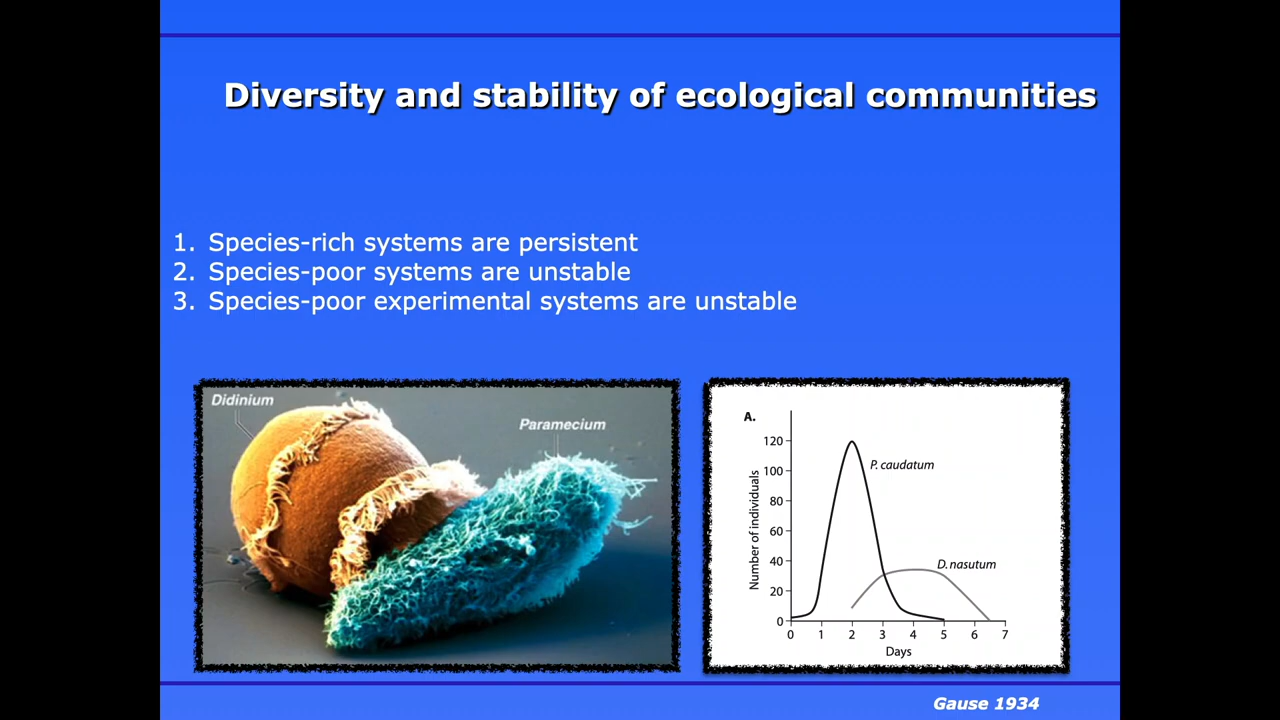 Diversity and stability of ecological communities
1. Species-rich systems are persistent
2. Species-poor systems are unstable
3. Species-poor experimental systems are unstable
Didinium
Paramecium
A.
120
100
80
60
40
20
0
Number of individuals
P. caudatum
D. nasutum
0 1 2 3 4 5 6 7
Days
Gause 1934